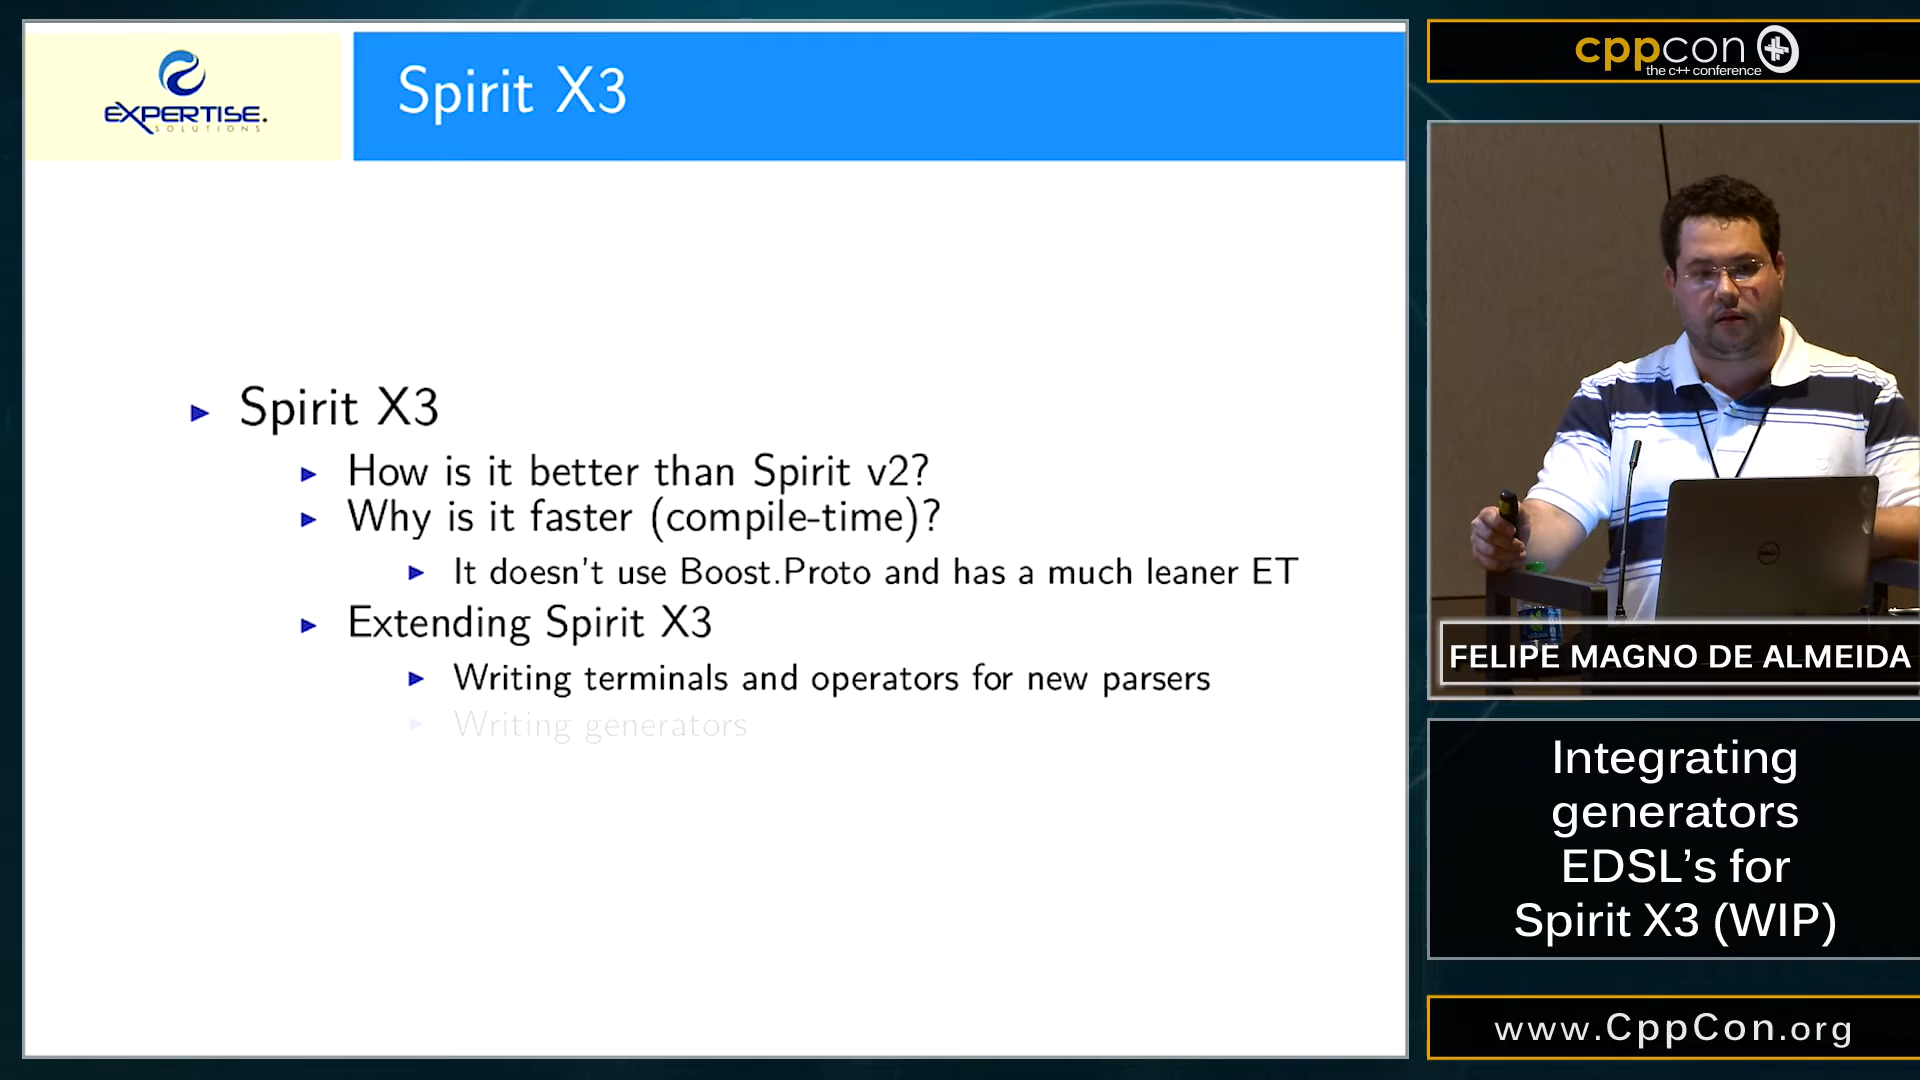 EXPERTISE.
SOLUTIONS
Spirit X3
Spirit X3
How is it better than Spirit v2?
Why is it faster (compile-time)?
It doesn't use Boost.Proto and has a much leaner ET
Extending Spirit X3
Writing terminals and operators for new parsers
Writing generators
cppcon
the c++ conference
DELL
FELIPE MAGNO DE ALMEIDA
Integrating
generators
EDSL’s for
Spirit X3 (WIP)
www.CppCon.org